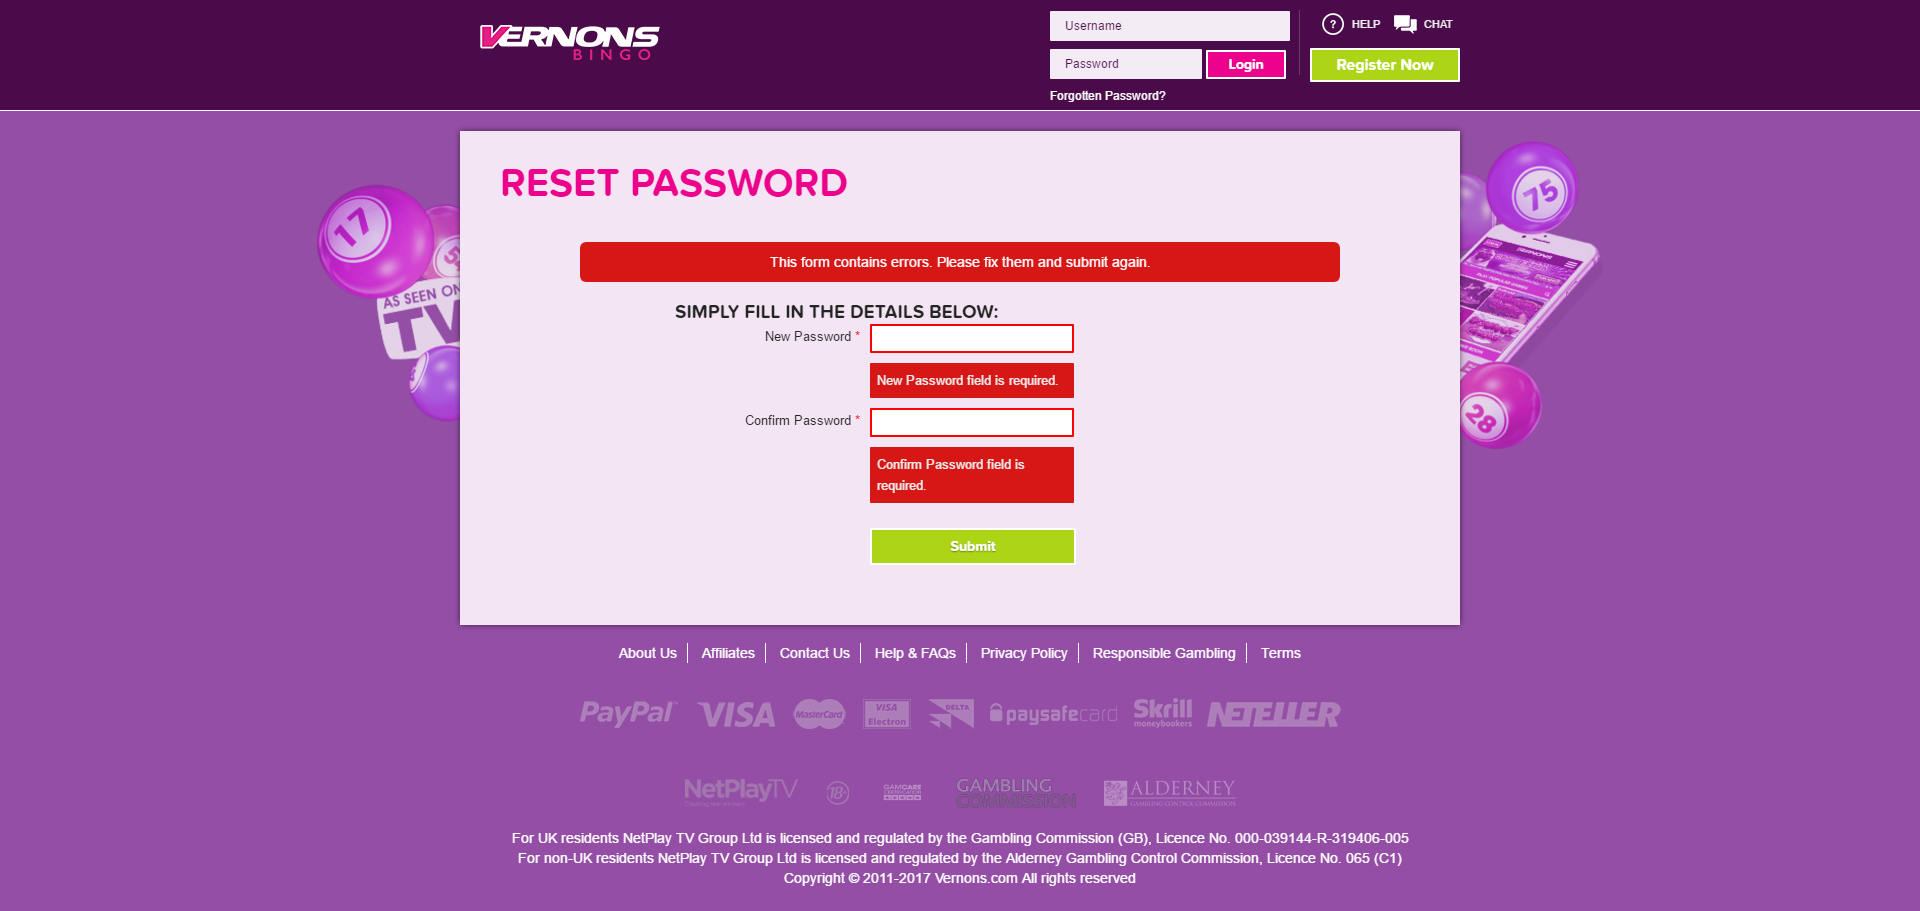 VERNONS
BINGO
Username
Password
Login
Forgotten Password?
? HELP
CHAT
Register Now
RESET PASSWORD
17
AS SEEN ON
TV
75
28
This form contains errors. Please fix them and submit again.
SIMPLY FILL IN THE DETAILS BELOW:
New Password *
New Password field is required.
Confirm Password *
Confirm Password field is
required.
Submit
About Us
Affiliates
Contact Us
Help & FAQs
Privacy Policy
Responsible Gambling
Terms
PayPal
VISA
MasterCard
VISA
Electron
DELTA
paysafecard
Skrill
moneybookers
NETELLER
NetPlayTV
18+
GAMCARE
CERTIFICATION
GAMBLING
COMMISSION
ALDERNEY
GAMBLING CONTROL COMMISSION
For UK residents NetPlay TV Group Ltd is licensed and regulated by the Gambling Commission (GB), Licence No. 000-039144-R-319406-005
For non-UK residents NetPlay TV Group Ltd is licensed and regulated by the Alderney Gambling Control Commission, Licence No. 065 (C1)
Copyright © 2011-2017 Vernons.com All rights reserved